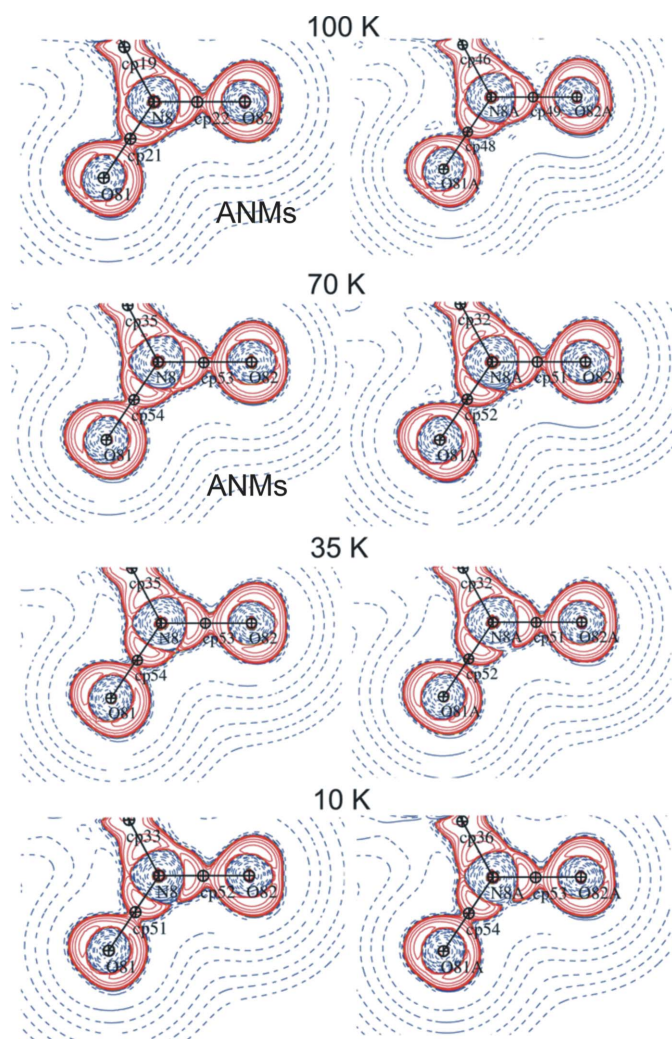 100 K
cp19
N8
cp22
O82
cp21
O81
ANMs
cp46
N8A
cp49
O82A
cp48
O81A
70 K
cp35
N8
cp53
O82
cp54
O81
ANMs
cp32
N8A
cp51
O82A
cp52
O81A
35 K
cp35
N8
cp53
O82
cp54
O81
cp32
N8A
cp51
O82A
cp52
O81A
10 K
cp33
N8
cp52
O82
cp51
O81
cp36
N8A
cp53
O82A
cp54
O81A